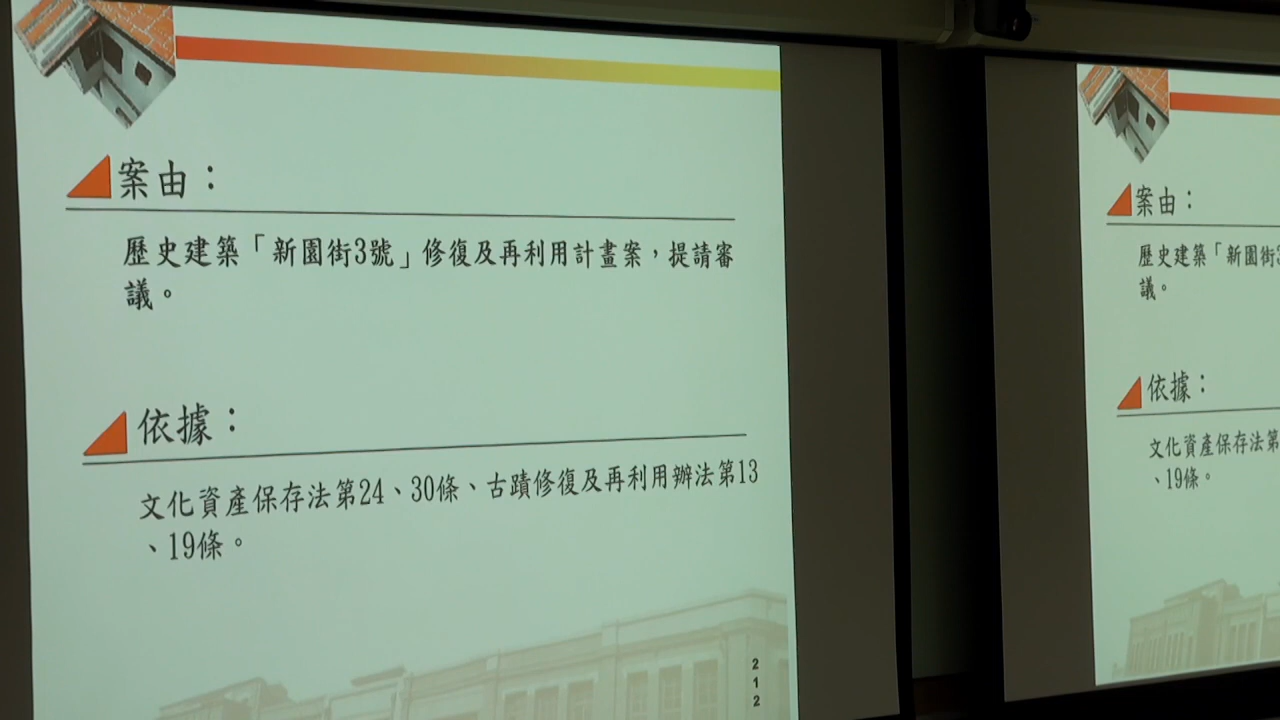 案由：
歷史建築「新園街3號」修復及再利用計畫案，提請審
議。
依據：
文化資產保存法第24、30條、古蹟修復及再利用辦法第13
、19條。
212
案由：
歷史建築「新園街3
議。
依據：
文化資產保存法第
、19條。